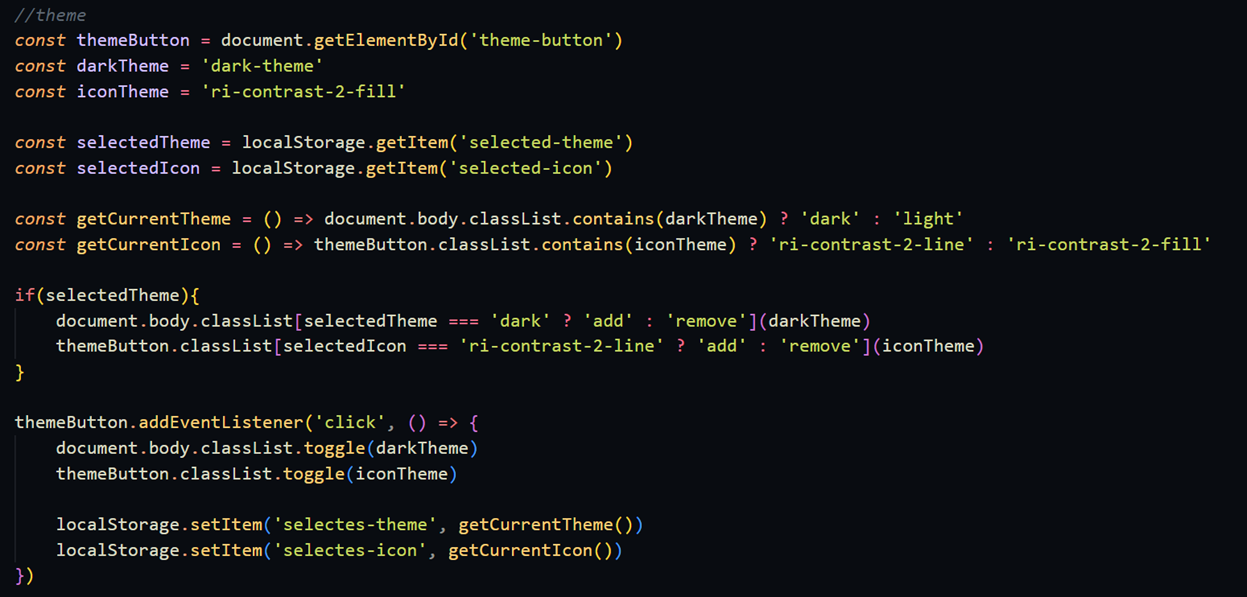 //theme
const themeButton = document.getElementById('theme-button')
const darkTheme = 'dark-theme'
const iconTheme = 'ri-contrast-2-fill'
const selectedTheme = localStorage.getItem('selected-theme')
const selectedIcon = localStorage.getItem('selected-icon')
const getCurrentTheme = () => document.body.classList.contains(darkTheme) ? 'dark' : 'light'
const getCurrentIcon = () => themeButton.classList.contains(iconTheme) ? 'ri-contrast-2-line' : 'ri-contrast-2-fill'
if(selectedTheme){
    document.body.classList[selectedTheme === 'dark' ? 'add' : 'remove'](darkTheme)
    themeButton.classList[selectedIcon === 'ri-contrast-2-line' ? 'add' : 'remove'](iconTheme)
}
themeButton.addEventListener('click', () => {
    document.body.classList.toggle(darkTheme)
    themeButton.classList.toggle(iconTheme)
    localStorage.setItem('selectes-theme', getCurrentTheme())
    localStorage.setItem('selectes-icon', getCurrentIcon())
})